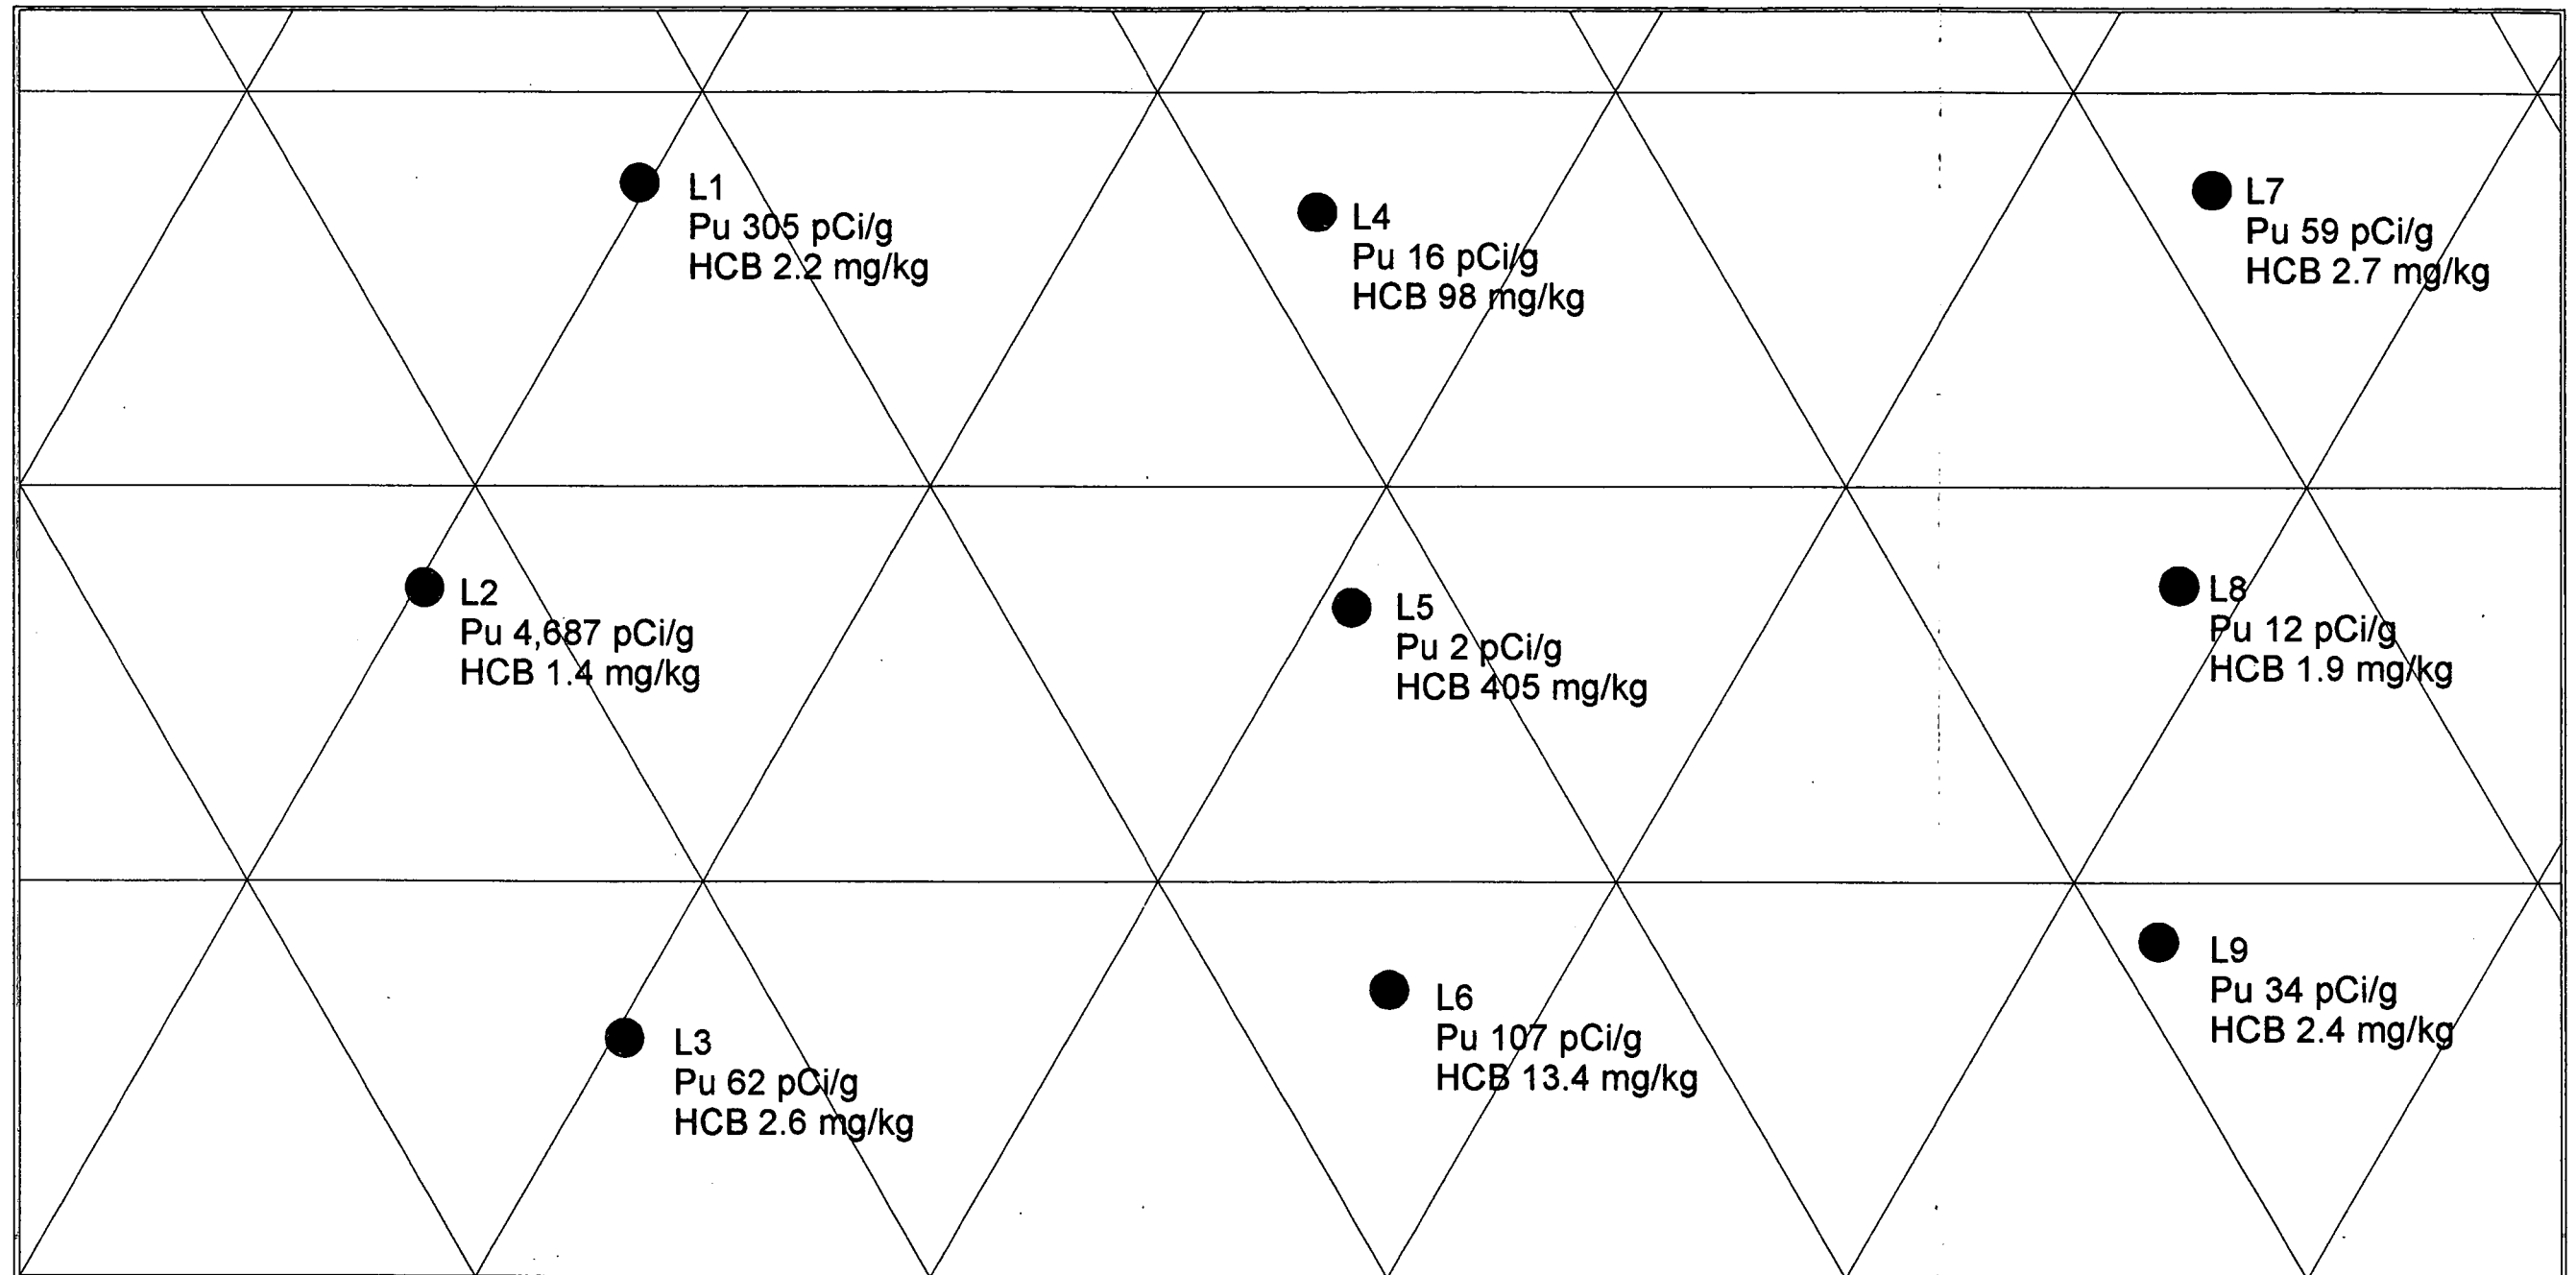 L1
Pu 305 pCi/g
HCB 2.2 mg/kg
L4
Pu 16 pCi/g
HCB 98 mg/kg
L7
Pu 59 pCi/g
HCB 2.7 mg/kg
L2
Pu 4,687 pCi/g
HCB 1.4 mg/kg
L5
Pu 2 pCi/g
HCB 405 mg/kg
L8
Pu 12 pCi/g
HCB 1.9 mg/kg
L3
Pu 62 pCi/g
HCB 2.6 mg/kg
L6
Pu 107 pCi/g
HCB 13.4 mg/kg
L9
Pu 34 pCi/g
HCB 2.4 mg/kg